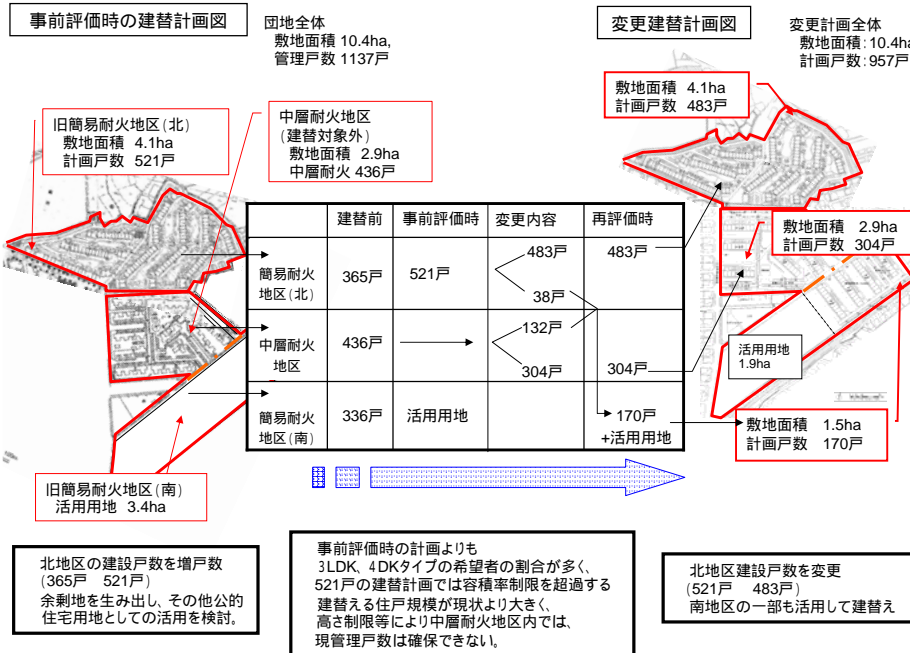 事前評価時の建替計画図
団地全体
敷地面積 10.4ha,
管理戸数 1137戸
変更建替計画図
変更計画全体
敷地面積:10.4ha
計画戸数:957戸
旧簡易耐火地区(北)
敷地面積 4.1ha
計画戸数 521戸
中層耐火地区
(建替対象外)
敷地面積 2.9ha
中層耐火 436戸
敷地面積 4.1ha
計画戸数 483戸
敷地面積 2.9ha
計画戸数 304戸
活用用地
1.9ha
敷地面積 1.5ha
計画戸数 170戸
旧簡易耐火地区(南)
活用用地 3.4ha
建替前 事前評価時 変更内容 再評価時
簡易耐火
地区(北)
365戸 521戸 483戸 38戸 483戸
中層耐火
地区
436戸 132戸 304戸 304戸
簡易耐火
地区(南)
336戸 活用用地 170戸
+活用用地
北地区の建設戸数を増戸数
(365戸 521戸)
余剰地を生み出し、その他公的
住宅用地としての活用を検討。
事前評価時の計画よりも
3LDK、4DKタイプの希望者の割合が多く、
521戸の建替計画では容積率制限を超過する
建替える住戸規模が現状より大きく、
高さ制限等により中層耐火地区内では、
現管理戸数は確保できない。
北地区建設戸数を変更
(521戸 483戸)
南地区の一部も活用して建替え